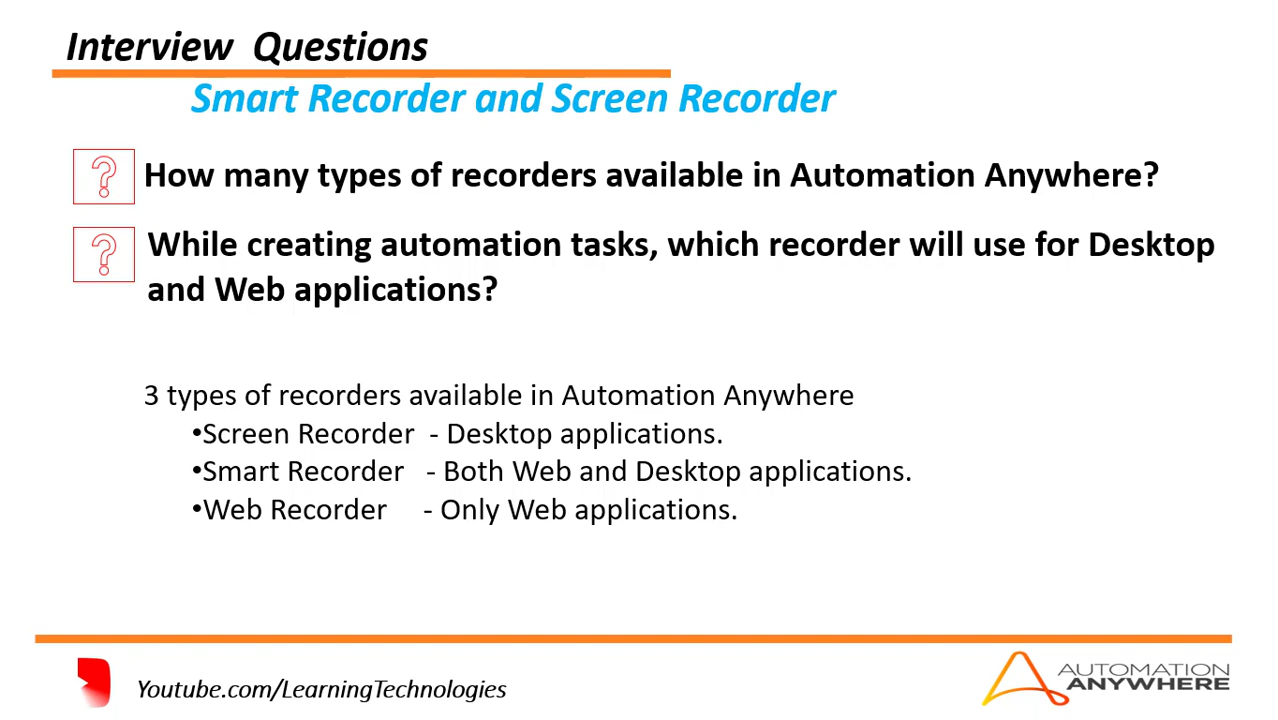 Interview Questions
Smart Recorder and Screen Recorder
How many types of recorders available in Automation Anywhere?
While creating automation tasks, which recorder will use for Desktop
and Web applications?
3 types of recorders available in Automation Anywhere
•Screen Recorder - Desktop applications.
•Smart Recorder - Both Web and Desktop applications.
•Web Recorder - Only Web applications.
Youtube.com/LearningTechnologies
AUTOMATION
ANYWHERE